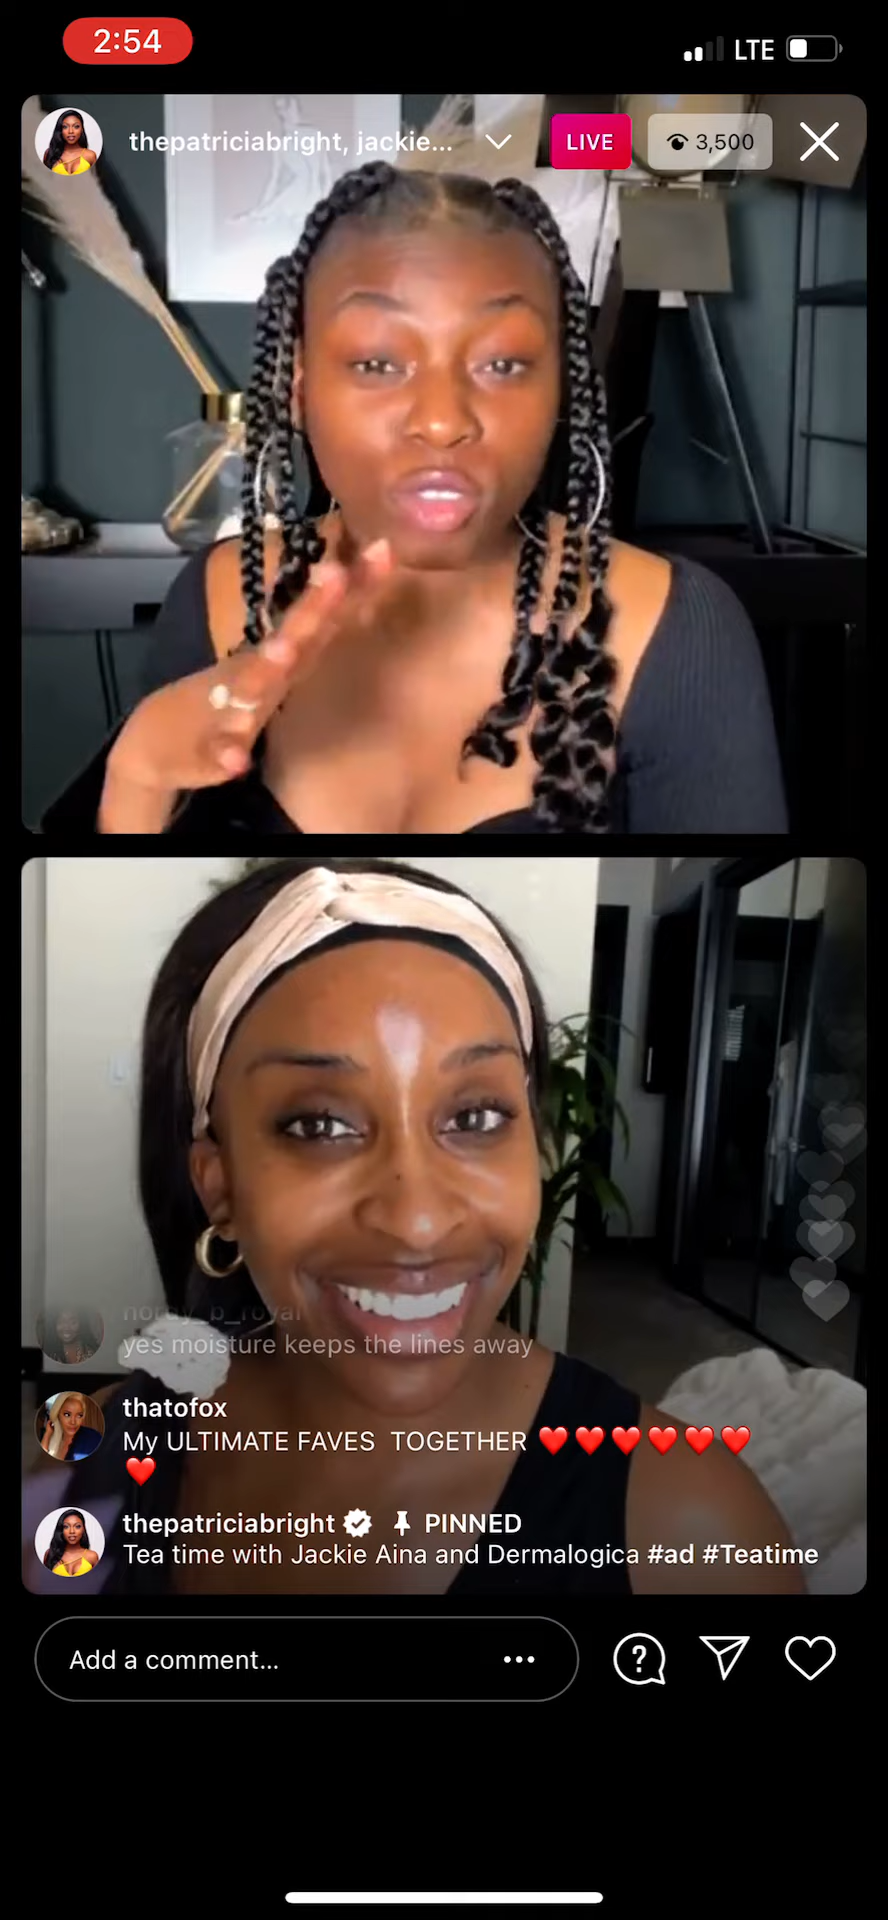 2:54
LTE
thepatriciabright, jackie...
LIVE
3,500
nordy_b_royal
yes moisture keeps the lines away
thatofox
My ULTIMATE FAVES TOGETHER ❤️❤️❤️❤️❤️❤️
❤️
thepatriciabright PINNED
Tea time with Jackie Aina and Dermalogica #ad #Teatime
Add a comment...